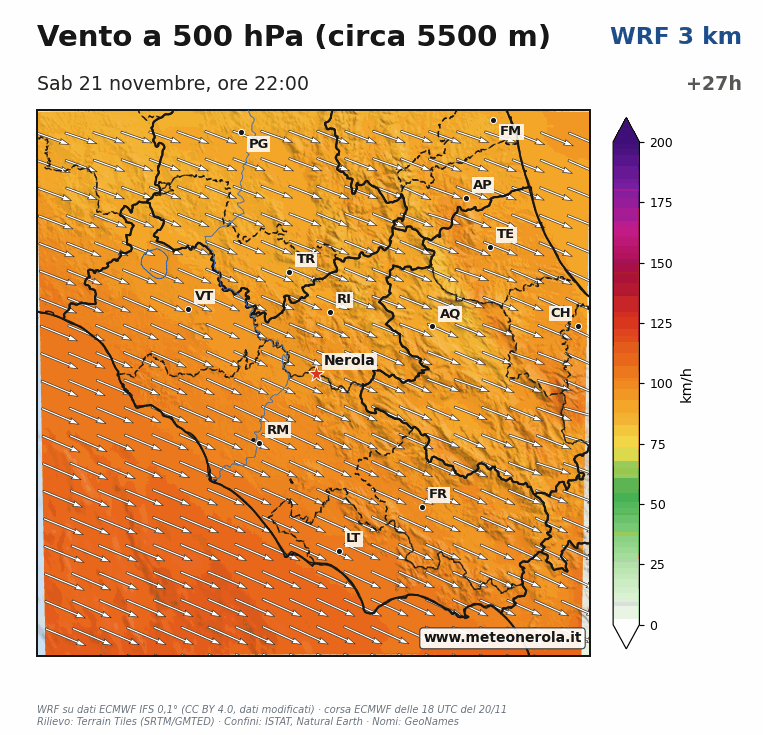 Vento a 500 hPa (circa 5500 m)
WRF 3 km
Sab 21 novembre, ore 22:00
+27h
PG
FM
AP
TE
TR
VT
RI
AQ
CH
Nerola
RM
FR
LT
www.meteonerola.it
200
175
150
125
100
75
50
25
0
km/h
WRF su dati ECMWF IFS 0,1° (CC BY 4.0, dati modificati) · corsa ECMWF delle 18 UTC del 20/11
Rilievo: Terrain Tiles (SRTM/GMTED) · Confini: ISTAT, Natural Earth · Nomi: GeoNames